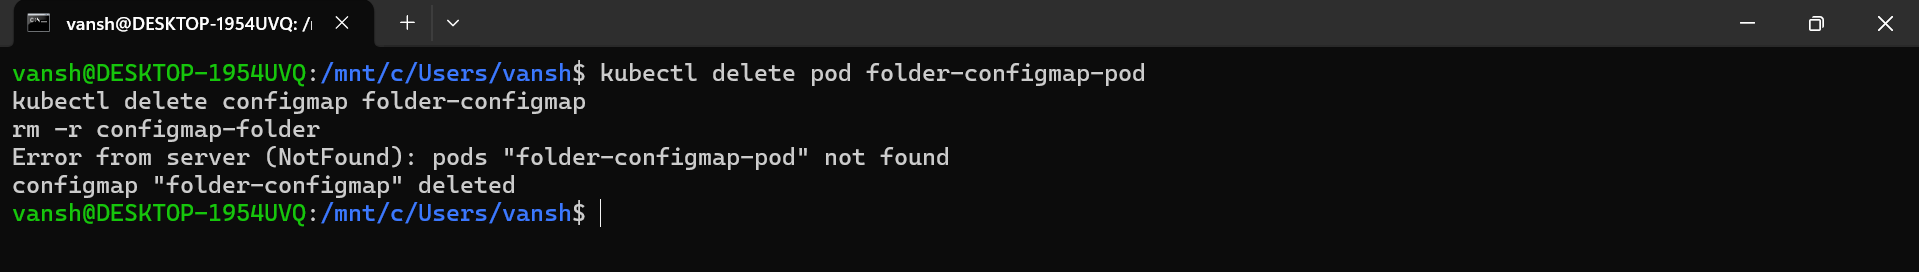 vansh@DESKTOP-1954UVQ: /
vansh@DESKTOP-1954UVQ:/mnt/c/Users/vansh$ kubectl delete pod folder-configmap-pod
kubectl delete configmap folder-configmap
rm -r configmap-folder
Error from server (NotFound): pods "folder-configmap-pod" not found
configmap "folder-configmap" deleted
vansh@DESKTOP-1954UVQ:/mnt/c/Users/vansh$